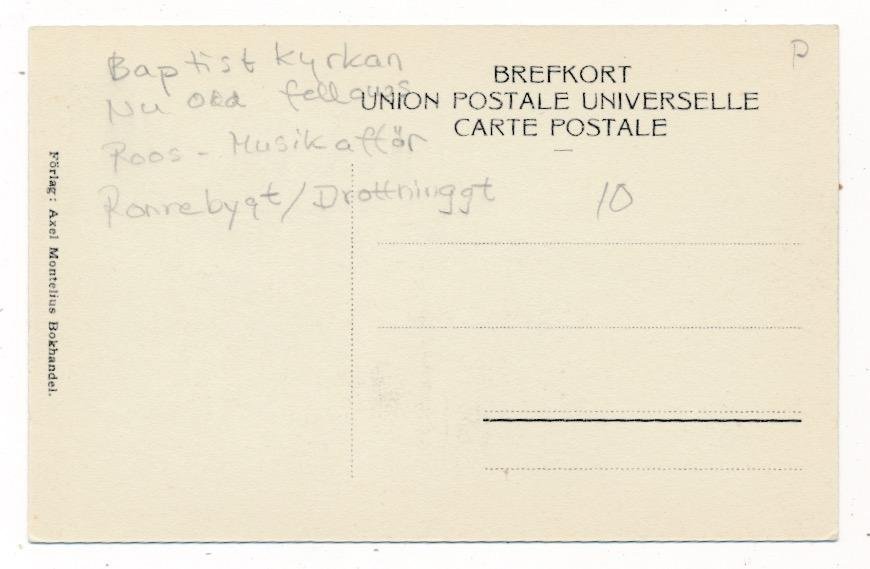 Baptist kyrkan
Nu odd fellows
Roos - Musikaffär
Ronnebygt/Drottninggt
BREFKORT
UNION POSTALE UNIVERSELLE
CARTE POSTALE
P
10
Förlag: Axel Montelius Bokhandel.